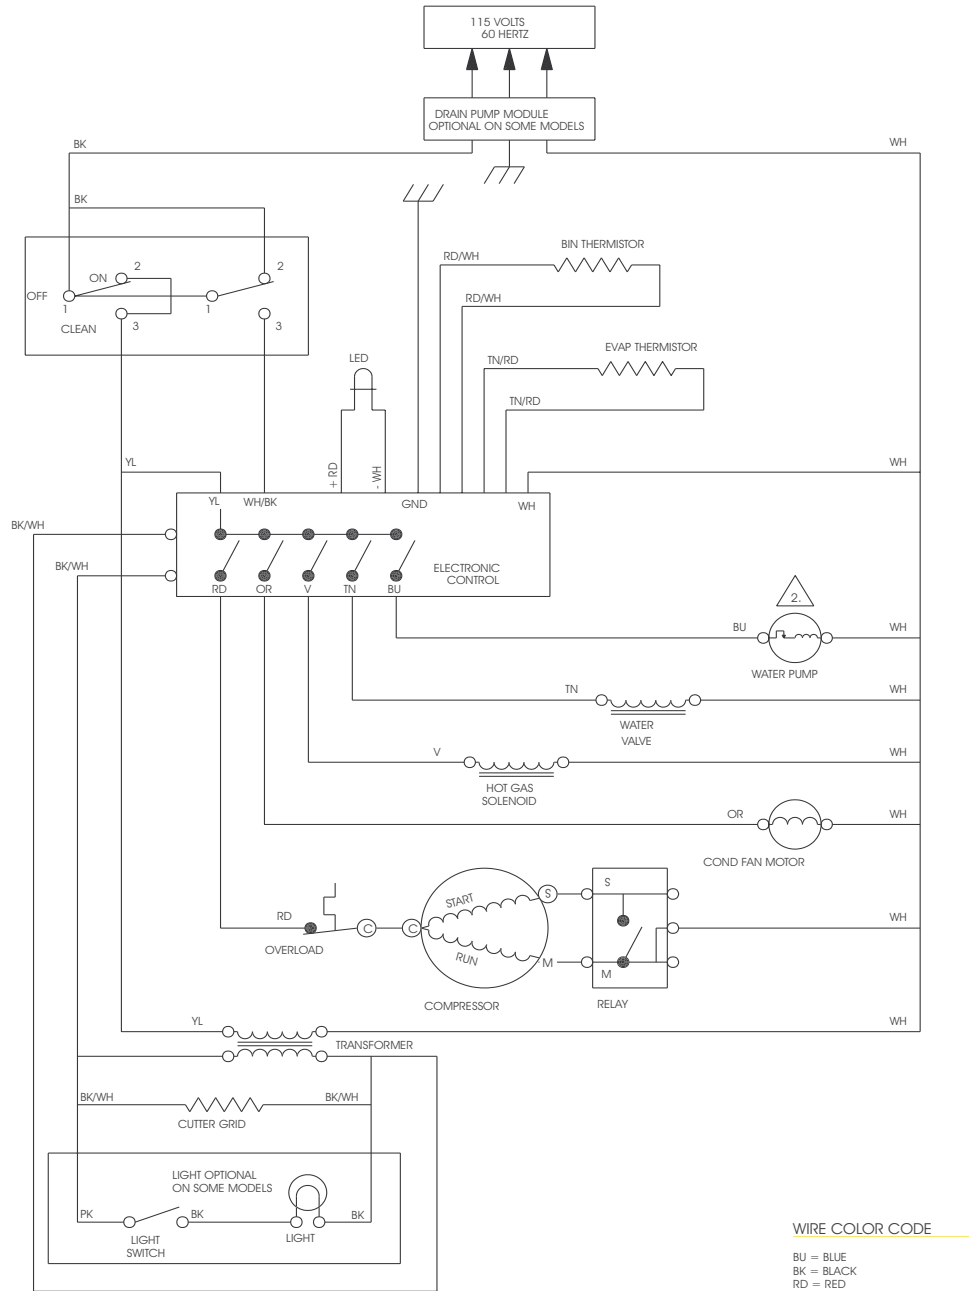 115 VOLTS
60 HERTZ
DRAIN PUMP MODULE
OPTIONAL ON SOME MODELS
BK
WH
BK
BIN THERMISTOR
RD/WH
2
2
ON
OFF
1
1
RD/WH
3
3
CLEAN
LED
EVAP THERMISTOR
TN/RD
TN/RD
YL
+ RD
- WH
WH
YL
WH/BK
GND
WH
BK/WH
BK/WH
ELECTRONIC
CONTROL
RD
OR
V
TN
BU
2.
BU
WH
WATER PUMP
TN
WH
WATER
VALVE
V
WH
HOT GAS
SOLENOID
OR
WH
COND FAN MOTOR
START
S
S
RD
C
C
WH
OVERLOAD
RUN
M
M
COMPRESSOR
RELAY
YL
WH
TRANSFORMER
BK/WH
BK/WH
CUTTER GRID
LIGHT OPTIONAL
ON SOME MODELS
PK
BK
BK
LIGHT
SWITCH
LIGHT
WIRE COLOR CODE
BU = BLUE
BK = BLACK
RD = RED